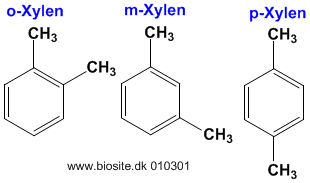 o-Xylen
m-Xylen
p-Xylen
CH₃
CH₃
CH₃
CH₃
CH₃
CH₃
www.biosite.dk 010301